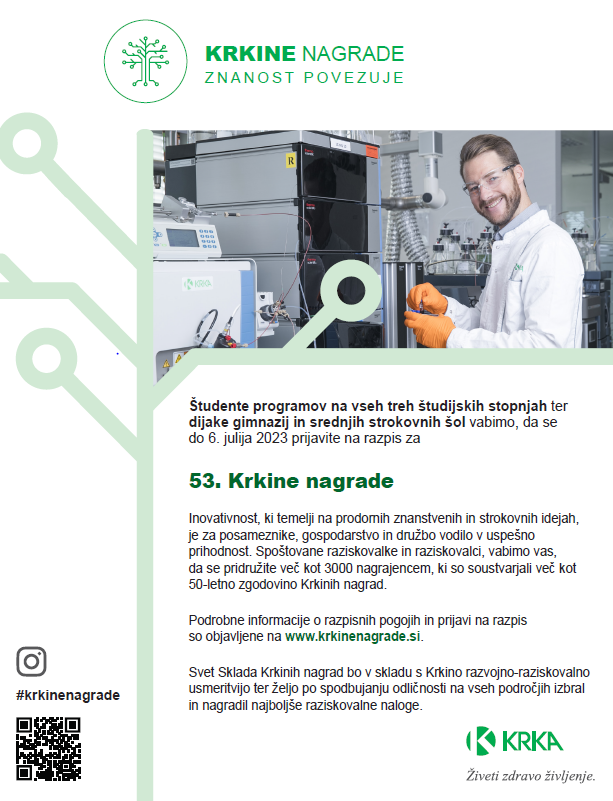 KRKINE NAGRADE
ZNANOST POVEZUJE
R
KRKA
Študente programov na vseh treh študijskih stopnjah ter
dijake gimnazij in srednjih strokovnih šol vabimo, da se
do 6. julija 2023 prijavite na razpis za
53. Krkine nagrade
Inovativnost, ki temelji na prodornih znanstvenih in strokovnih idejah,
je za posameznike, gospodarstvo in družbo vodilo v uspešno
prihodnost. Spoštovane raziskovalke in raziskovalci, vabimo vas,
da se pridružite več kot 3000 nagrajencem, ki so soustvarjali več kot
50-letno zgodovino Krkinih nagrad.
Podrobne informacije o razpisnih pogojih in prijavi na razpis
so objavljene na www.krkinenagrade.si.
Svet Sklada Krkinih nagrad bo v skladu s Krkino razvojno-raziskovalno
usmeritvijo ter željo po spodbujanju odličnosti na vseh področjih izbral
in nagradil najboljše raziskovalne naloge.
#krkinenagrade
KRKA
Živeti zdravo življenje.